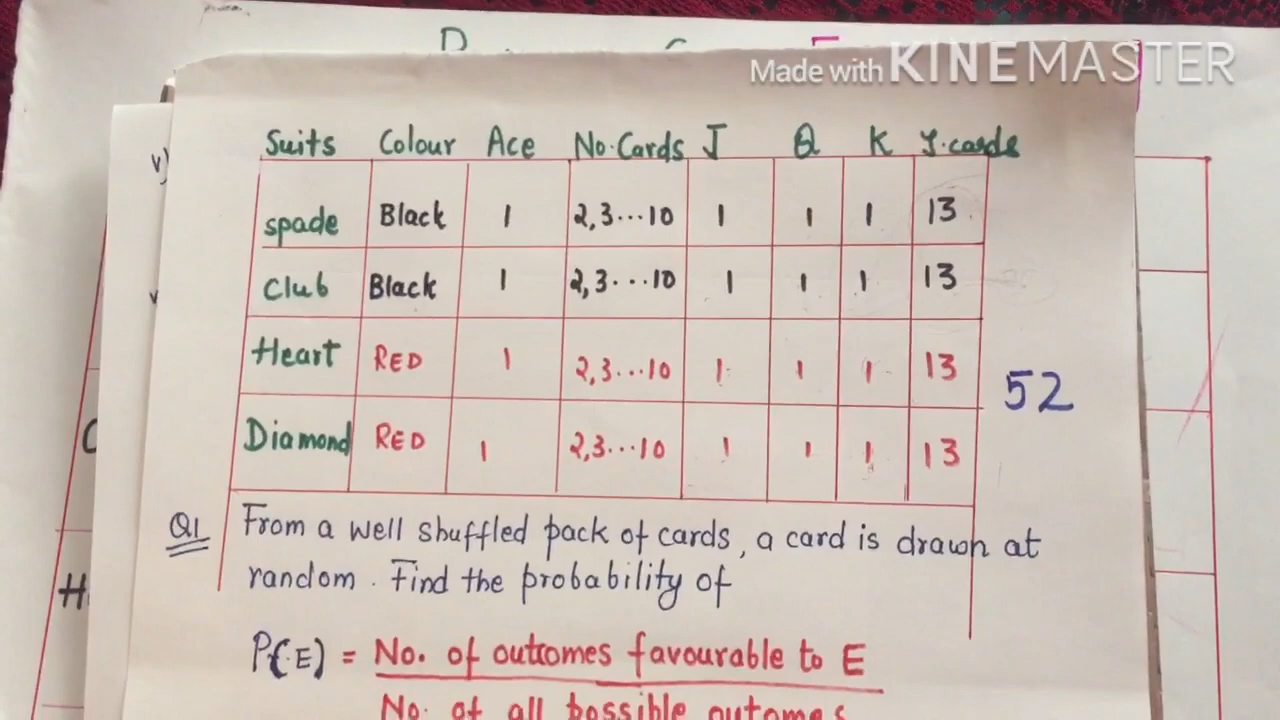 D
Made with KINEMASTER
Suits Colour Ace No.Cards J Q K T.cards
v)
spade Black 1 2,3...10 1 1 1 13
Club Black 1 2,3...10 1 1 1 13
Heart RED 1 2,3...10 1 1 1 13
52
Diamond RED 1 2,3...10 1 1 1 13
Q1 From a well shuffled pack of cards, a card is drawn at
random. Find the probability of
H
P(E) = No. of outcomes favourable to E
No. of all possible outcomes